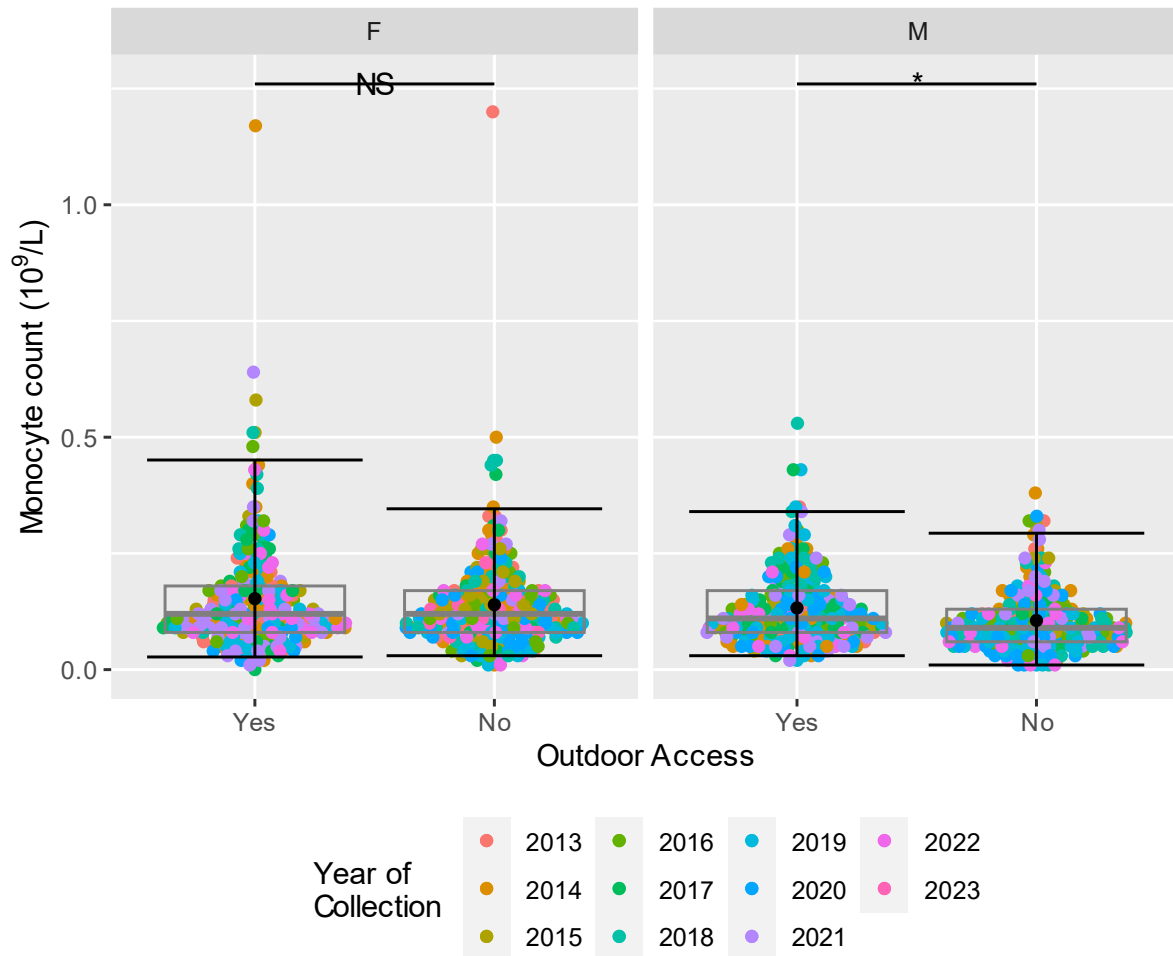 F
M
NS
*
1.0
0.5
0.0
Monocyte count (10⁹/L)
Yes
No
Yes
No
Outdoor Access
Year of
Collection
2013
2016
2019
2022
2014
2017
2020
2023
2015
2018
2021